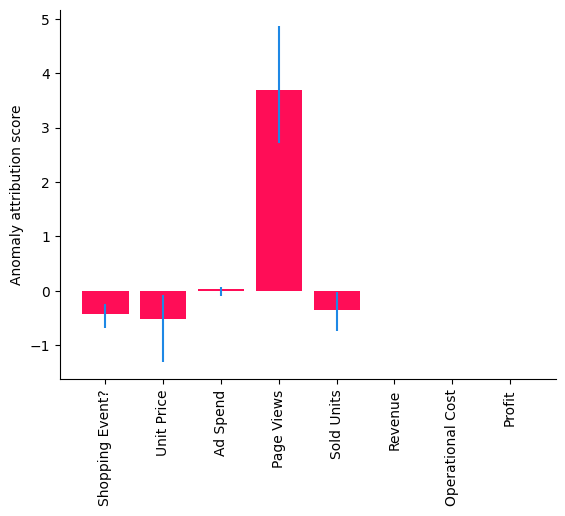 Anomaly attribution score
5
4
3
2
1
0
−1
Shopping Event?
Unit Price
Ad Spend
Page Views
Sold Units
Revenue
Operational Cost
Profit